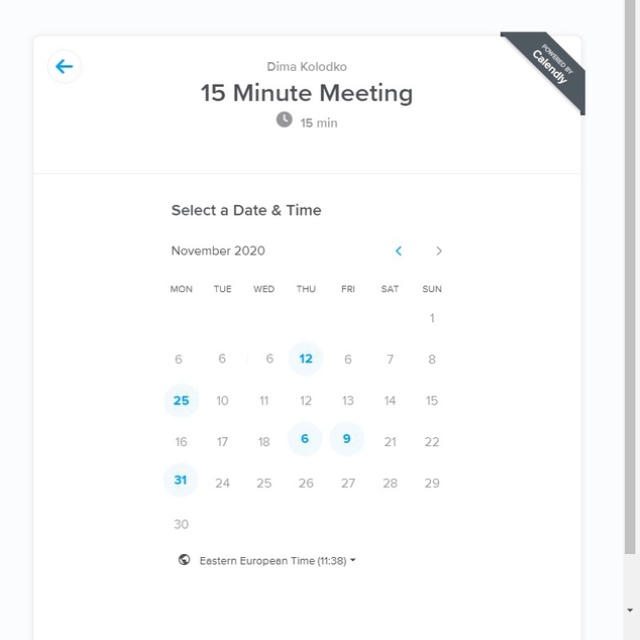 Dima Kolodko
POWERED BY
Calendly
15 Minute Meeting
15 min
Select a Date & Time
November 2020
MON TUE WED THU FRI SAT SUN
1
6 6 6 12 6 7 8
25 10 11 12 13 14 15
16 17 18 6 9 21 22
31 24 25 26 27 28 29
30
Eastern European Time (11:38)